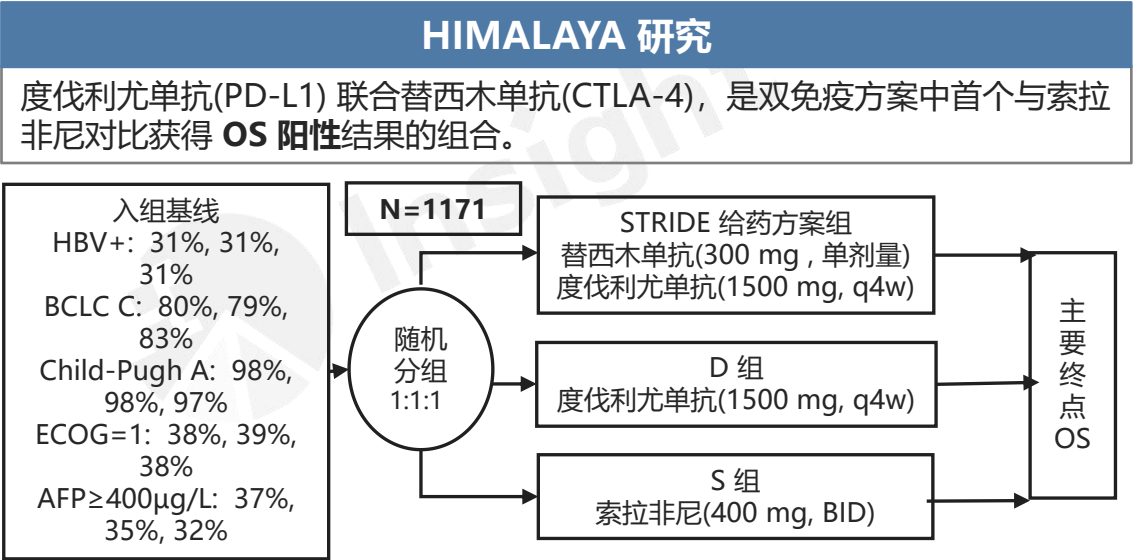 HIMALAYA 研究
度伐利尤单抗(PD-L1) 联合替西木单抗(CTLA-4)，是双免疫方案中首个与索拉
非尼对比获得 OS 阳性结果的组合。
入组基线
HBV+: 31%, 31%,
31%
BCLC C: 80%, 79%,
83%
Child-Pugh A: 98%,
98%, 97%
ECOG=1: 38%, 39%,
38%
AFP≥400μg/L: 37%,
35%, 32%
N=1171
随机
分组
1:1:1
STRIDE 给药方案组
替西木单抗(300 mg , 单剂量)
度伐利尤单抗(1500 mg, q4w)
D 组
度伐利尤单抗(1500 mg, q4w)
S 组
索拉非尼(400 mg, BID)
主
要
终
点
OS
Insight